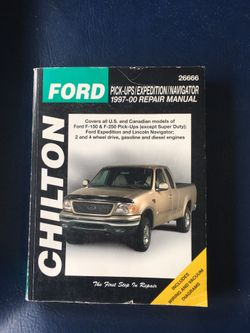 26666
FORD
PICK-UPS/EXPEDITION/NAVIGATOR
1997-00 REPAIR MANUAL
Covers all U.S. and Canadian models of
Ford F-150 & F-250 Pick-Ups (except Super Duty);
Ford Expedition and Lincoln Navigator;
2 and 4 wheel drive, gasoline and diesel engines
CHILTON
The First Step In Repair
INCLUDES
WIRING AND VACUUM
DIAGRAMS